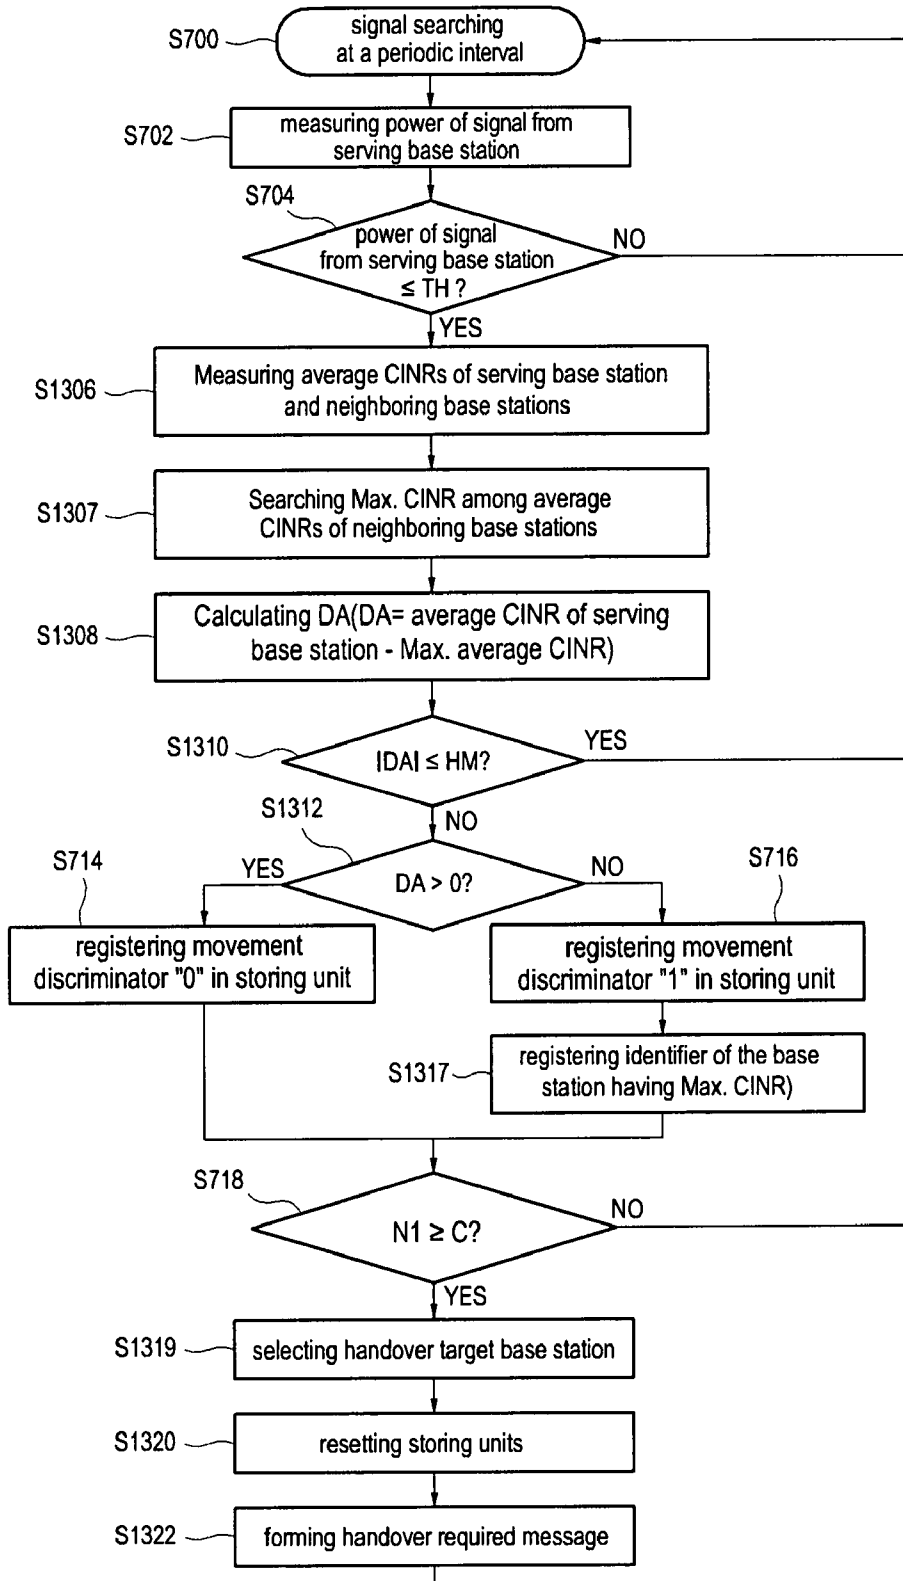 S700
signal searching
at a periodic interval
S702
measuring power of signal from
serving base station
S704
power of signal
from serving base station
≤ TH ?
NO
YES
S1306
Measuring average CINRs of serving base station
and neighboring base stations
S1307
Searching Max. CINR among average
CINRs of neighboring base stations
S1308
Calculating DA(DA= average CINR of serving
base station - Max. average CINR)
S1310
|DA| ≤ HM?
YES
NO
S1312
DA > 0?
YES
NO
S714
registering movement
discriminator "0" in storing unit
S716
registering movement
discriminator "1" in storing unit
S1317
registering identifier of the base
station having Max. CINR)
S718
N1 ≥ C?
NO
YES
S1319
selecting handover target base station
S1320
resetting storing units
S1322
forming handover required message